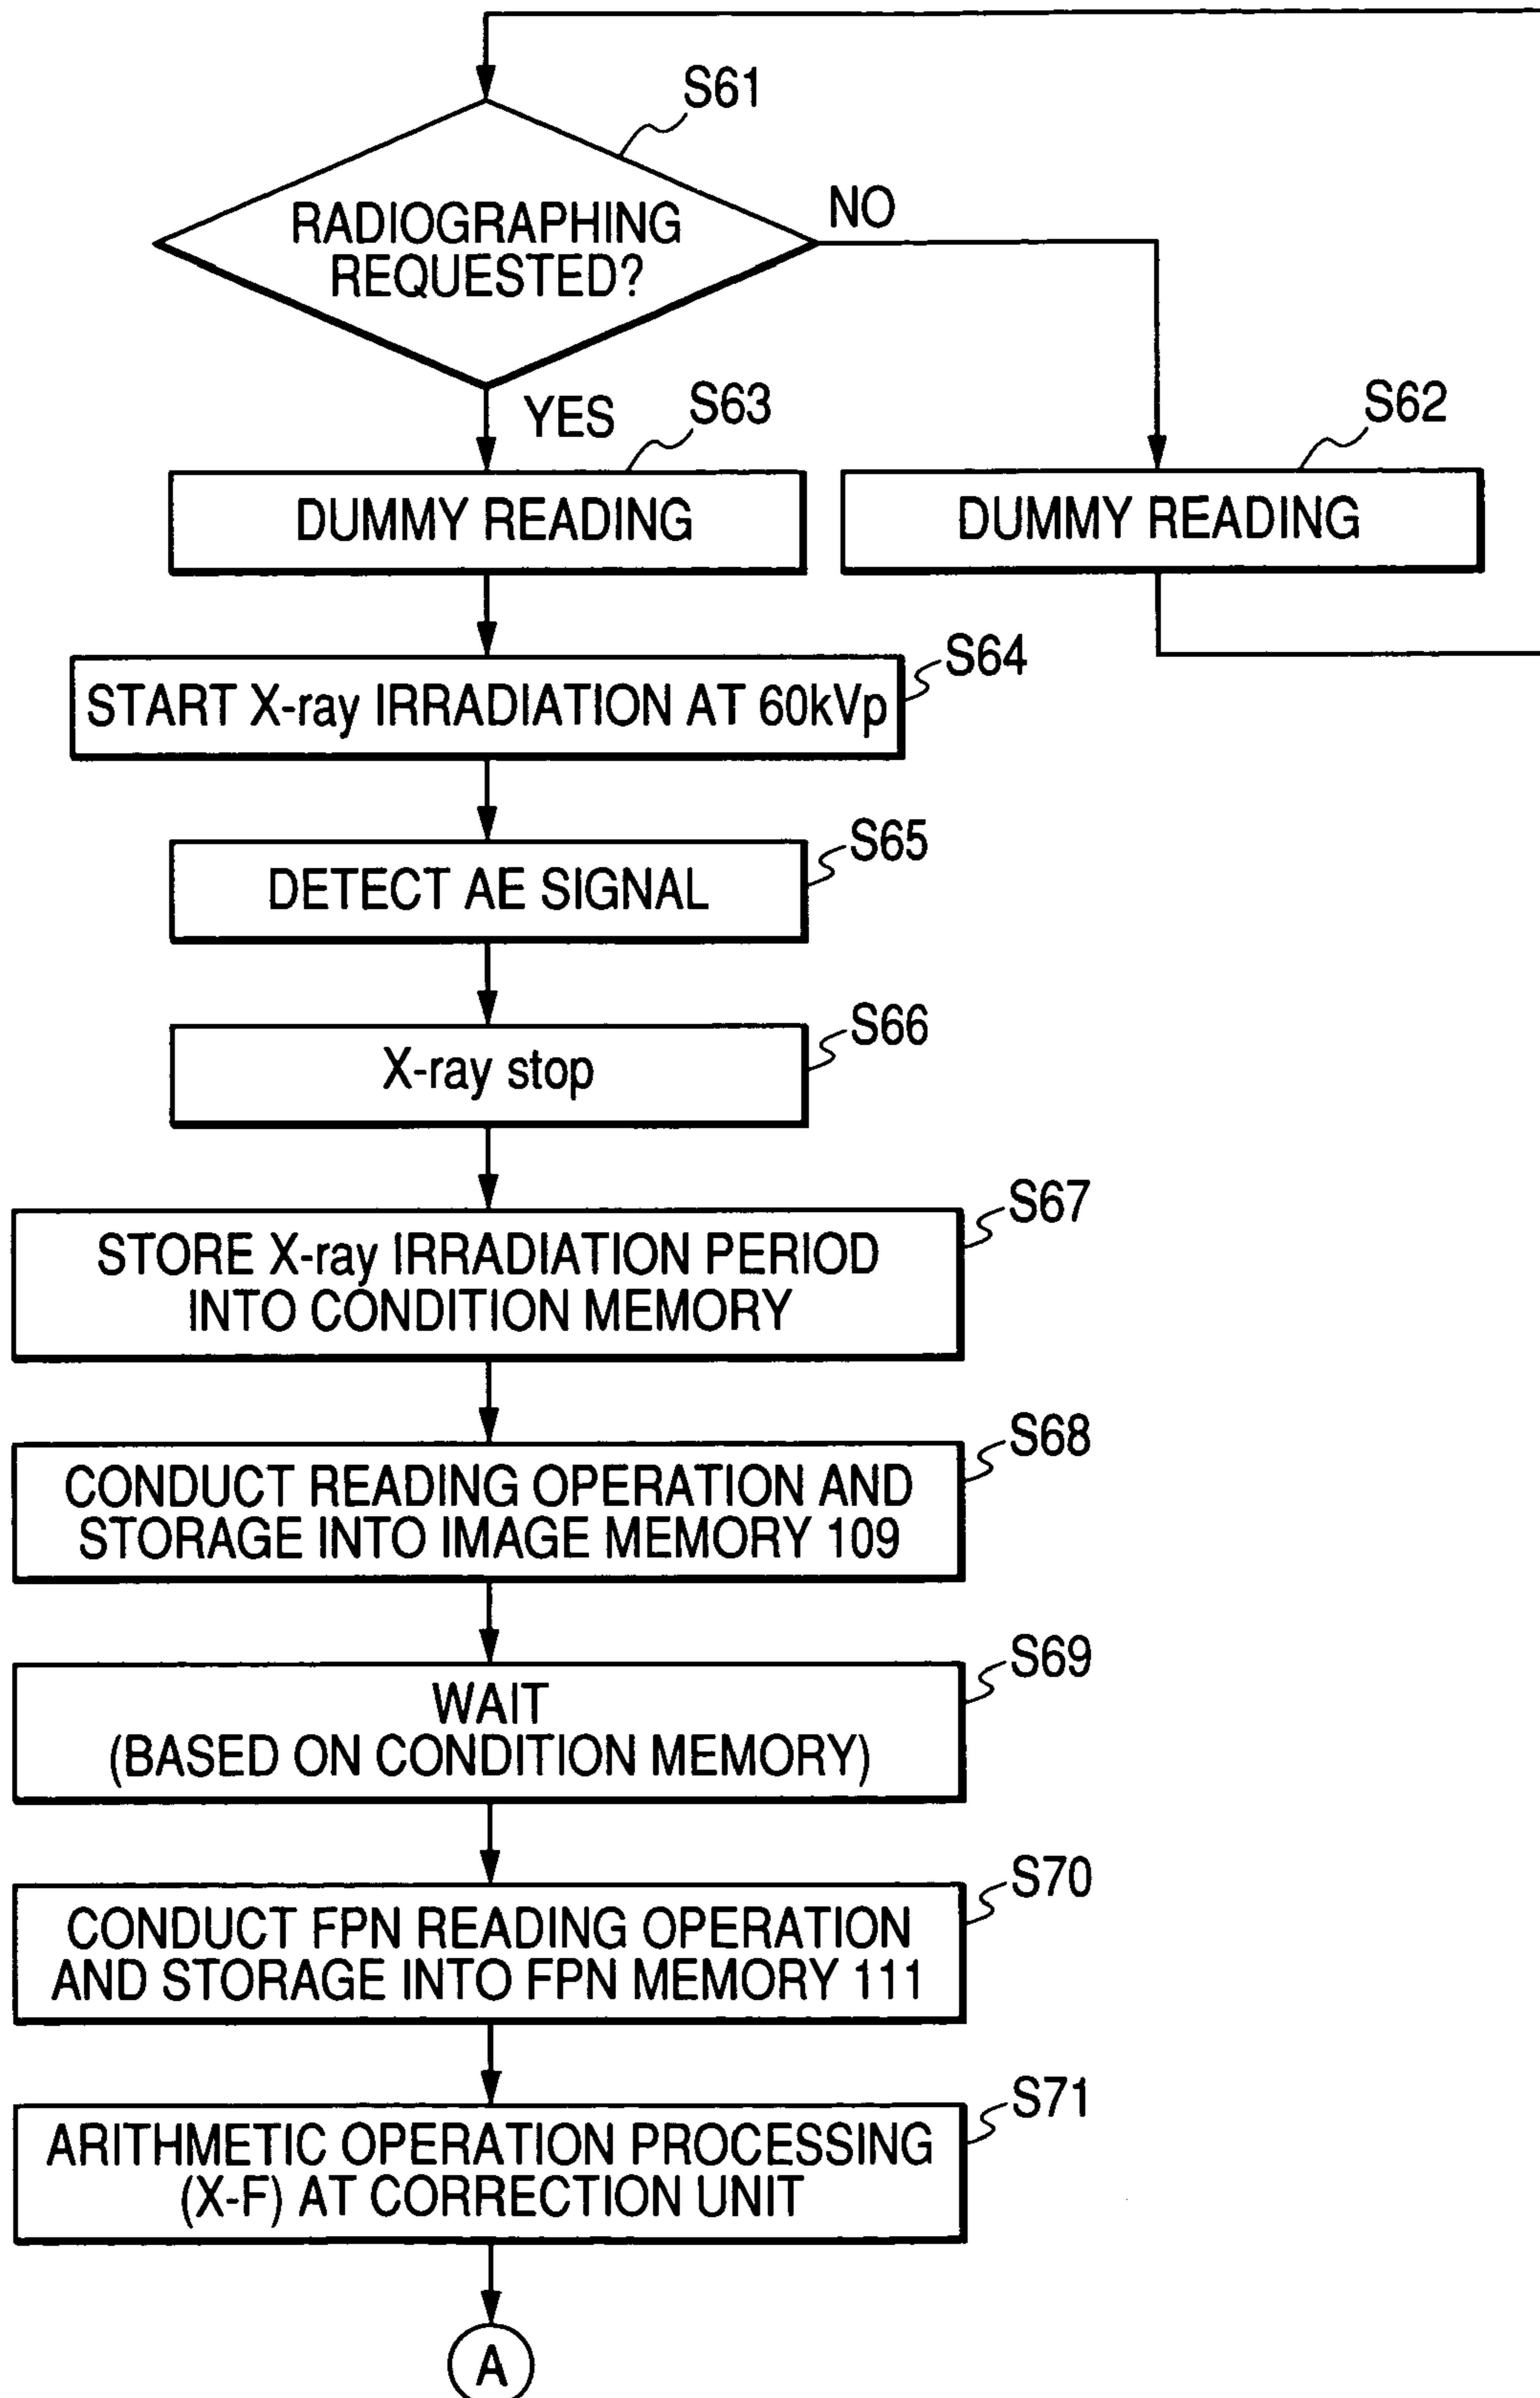 S61
RADIOGRAPHING
REQUESTED?
NO
YES
S63
DUMMY READING
S62
DUMMY READING
S64
START X-ray IRRADIATION AT 60kVp
S65
DETECT AE SIGNAL
S66
X-ray stop
S67
STORE X-ray IRRADIATION PERIOD
INTO CONDITION MEMORY
S68
CONDUCT READING OPERATION AND
STORAGE INTO IMAGE MEMORY 109
S69
WAIT
(BASED ON CONDITION MEMORY)
S70
CONDUCT FPN READING OPERATION
AND STORAGE INTO FPN MEMORY 111
S71
ARITHMETIC OPERATION PROCESSING
(X-F) AT CORRECTION UNIT
A